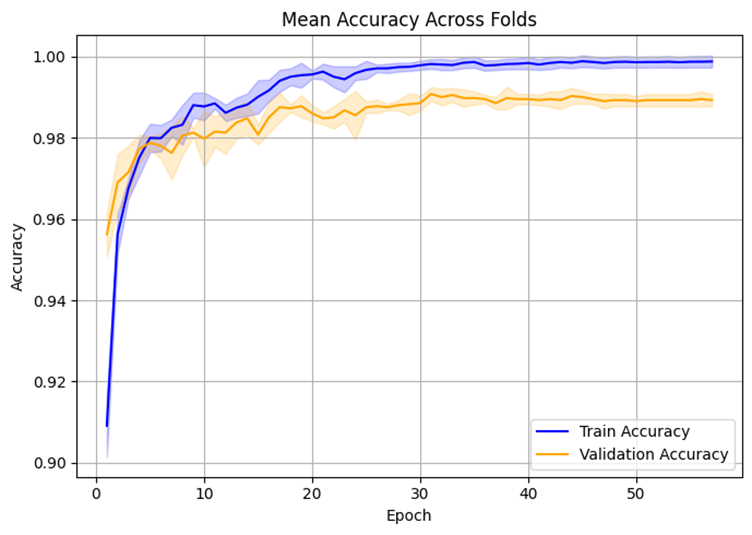 Mean Accuracy Across Folds
1.00
0.98
0.96
0.94
0.92
0.90
Accuracy
0 10 20 30 40 50
Epoch
Train Accuracy
Validation Accuracy